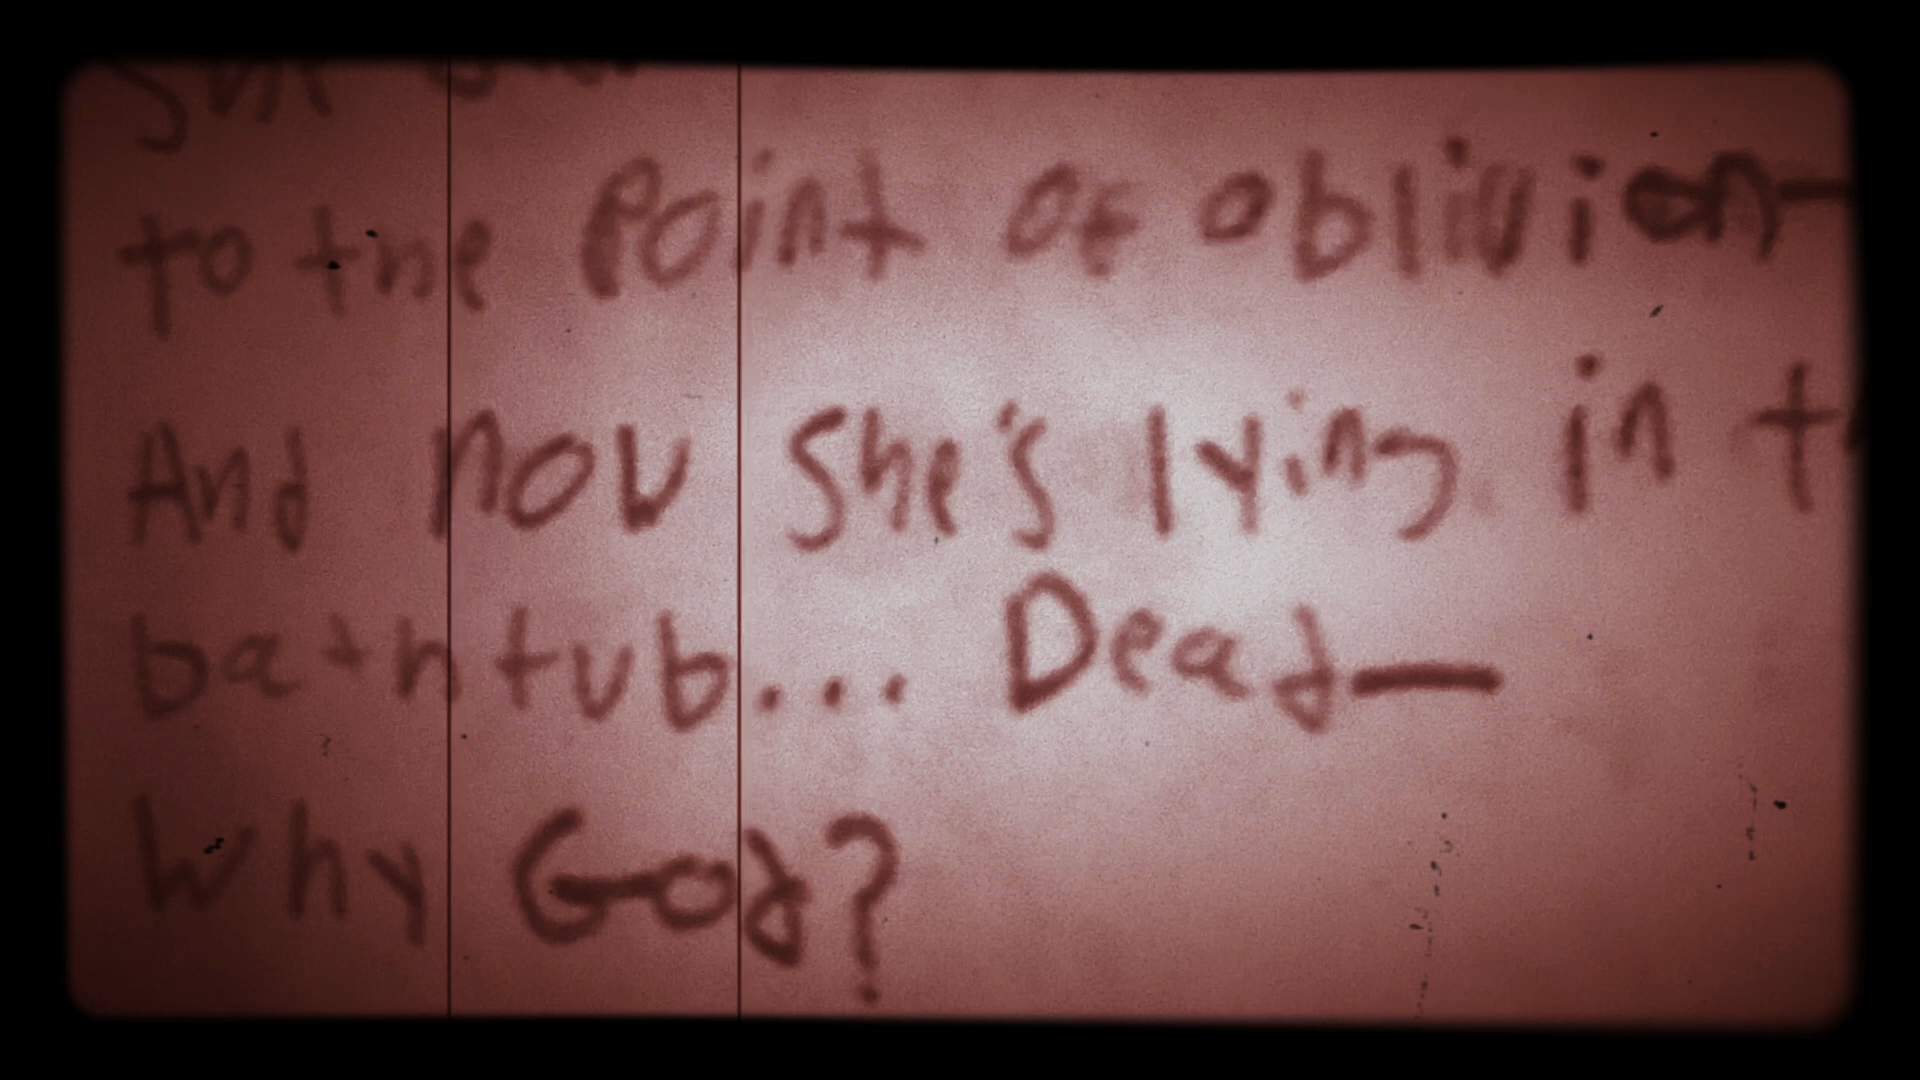 to the Point of oblivion—
And now She's lying in
bathtub... Dead—
Why God?